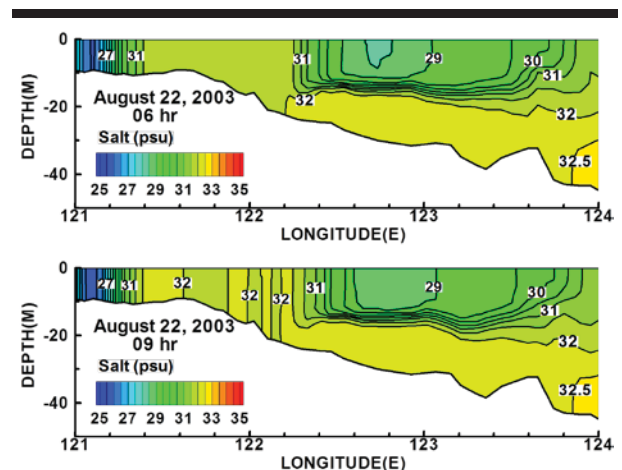 0
27
31
31
29
30
31
32
32
32.5
-20
-40
DEPTH(M)
August 22, 2003
06 hr
Salt (psu)
25 27 29 31 33 35
121 122 123 124
LONGITUDE(E)
0
27
31
32
32
32
31
29
30
31
32
32.5
-20
-40
DEPTH(M)
August 22, 2003
09 hr
Salt (psu)
25 27 29 31 33 35
121 122 123 124
LONGITUDE(E)